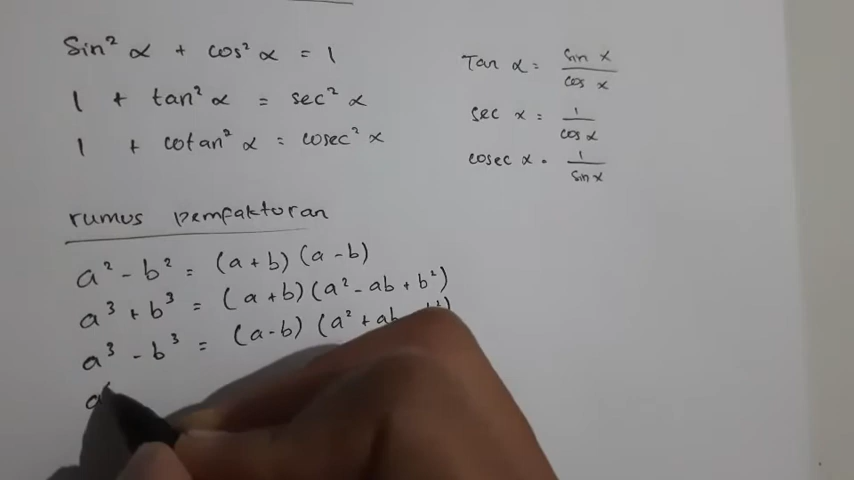 sin² α + cos² α = 1
1 + tan² α = sec² α
1 + cotan² α = cosec² α
Tan α = sin α / cos α
sec α = 1 / cos α
cosec α = 1 / sin α
rumus pemfaktoran
a² - b² = (a + b) (a - b)
a³ + b³ = (a + b) (a² - ab + b²)
a³ - b³ = (a - b) (a² + ab
a